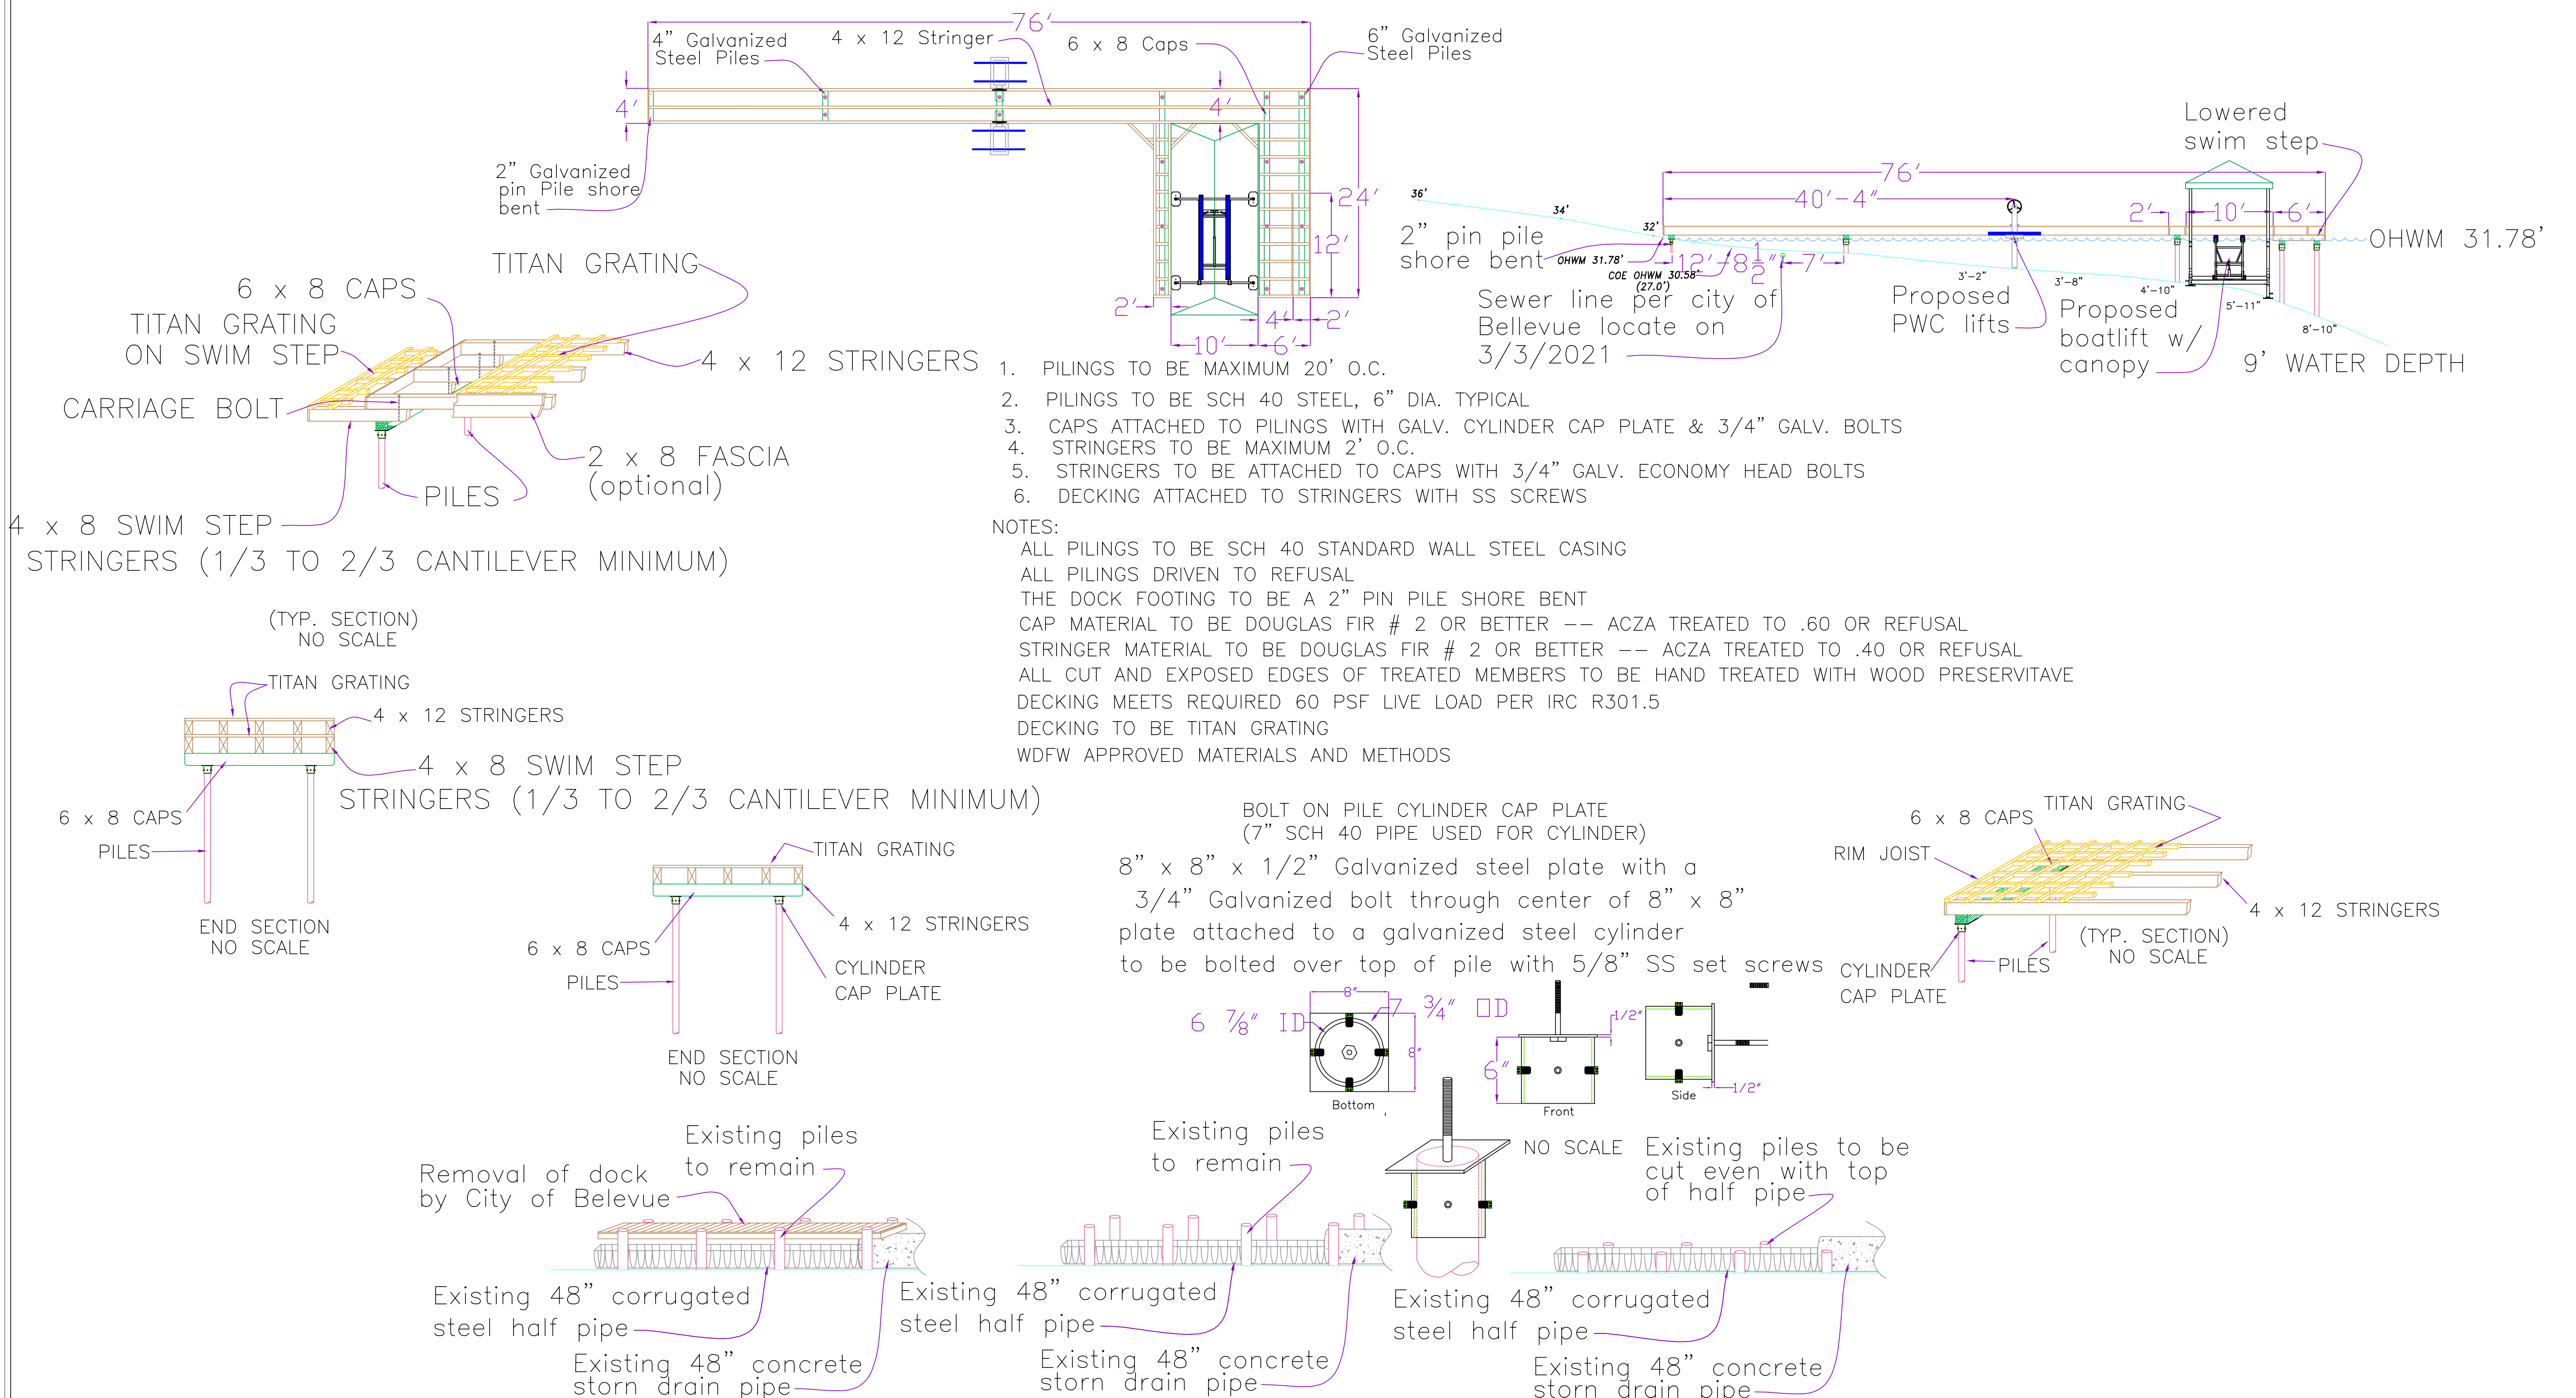 76'
4" Galvanized
Steel Piles
4 x 12 Stringer
6 x 8 Caps
6" Galvanized
Steel Piles
4'
4'
2" Galvanized
pin Pile shore
bent
24'
12'
2'
4'
2'
10'
6'
Lowered
swim step
76'
40'-4"
2'
10'
6'
36'
34'
32'
2" pin pile
shore bent
OHWM 31.78'
OHWM 31.78'
12'-8 1/2"
7'
COE OHWM 30.58'
(27.0')
3'-2"
3'-8"
4'-10"
5'-11"
8'-10"
Sewer line per city of
Bellevue locate on
3/3/2021
Proposed
PWC lifts
Proposed
boatlift w/
canopy
9' WATER DEPTH
TITAN GRATING
6 x 8 CAPS
TITAN GRATING
ON SWIM STEP
4 x 12 STRINGERS
CARRIAGE BOLT
2 x 8 FASCIA
(optional)
PILES
4 x 8 SWIM STEP
STRINGERS (1/3 TO 2/3 CANTILEVER MINIMUM)
(TYP. SECTION)
NO SCALE
1. PILINGS TO BE MAXIMUM 20' O.C.
2. PILINGS TO BE SCH 40 STEEL, 6" DIA. TYPICAL
3. CAPS ATTACHED TO PILINGS WITH GALV. CYLINDER CAP PLATE & 3/4" GALV. BOLTS
4. STRINGERS TO BE MAXIMUM 2' O.C.
5. STRINGERS TO BE ATTACHED TO CAPS WITH 3/4" GALV. ECONOMY HEAD BOLTS
6. DECKING ATTACHED TO STRINGERS WITH SS SCREWS
NOTES:
ALL PILINGS TO BE SCH 40 STANDARD WALL STEEL CASING
ALL PILINGS DRIVEN TO REFUSAL
THE DOCK FOOTING TO BE A 2" PIN PILE SHORE BENT
CAP MATERIAL TO BE DOUGLAS FIR # 2 OR BETTER -- ACZA TREATED TO .60 OR REFUSAL
STRINGER MATERIAL TO BE DOUGLAS FIR # 2 OR BETTER -- ACZA TREATED TO .40 OR REFUSAL
ALL CUT AND EXPOSED EDGES OF TREATED MEMBERS TO BE HAND TREATED WITH WOOD PRESERVITAVE
DECKING MEETS REQUIRED 60 PSF LIVE LOAD PER IRC R301.5
DECKING TO BE TITAN GRATING
WDFW APPROVED MATERIALS AND METHODS
TITAN GRATING
4 x 12 STRINGERS
4 x 8 SWIM STEP
STRINGERS (1/3 TO 2/3 CANTILEVER MINIMUM)
6 x 8 CAPS
PILES
END SECTION
NO SCALE
TITAN GRATING
4 x 12 STRINGERS
6 x 8 CAPS
PILES
CYLINDER
CAP PLATE
END SECTION
NO SCALE
BOLT ON PILE CYLINDER CAP PLATE
(7" SCH 40 PIPE USED FOR CYLINDER)
8" x 8" x 1/2" Galvanized steel plate with a
3/4" Galvanized bolt through center of 8" x 8"
plate attached to a galvanized steel cylinder
to be bolted over top of pile with 5/8" SS set screws
8"
6 7/8" ID
7 3/4" OD
8"
Bottom
6"
1/2"
Front
1/2"
Side
NO SCALE
TITAN GRATING
6 x 8 CAPS
RIM JOIST
4 x 12 STRINGERS
(TYP. SECTION)
NO SCALE
PILES
CYLINDER
CAP PLATE
Existing piles
to remain
Removal of dock
by City of Belevue
Existing 48" corrugated
steel half pipe
Existing 48" concrete
storn drain pipe
Existing piles
to remain
Existing 48" corrugated
steel half pipe
Existing 48" concrete
storn drain pipe
Existing piles to be
cut even with top
of half pipe
Existing 48" corrugated
steel half pipe
Existing 48" concrete
storn drain pipe